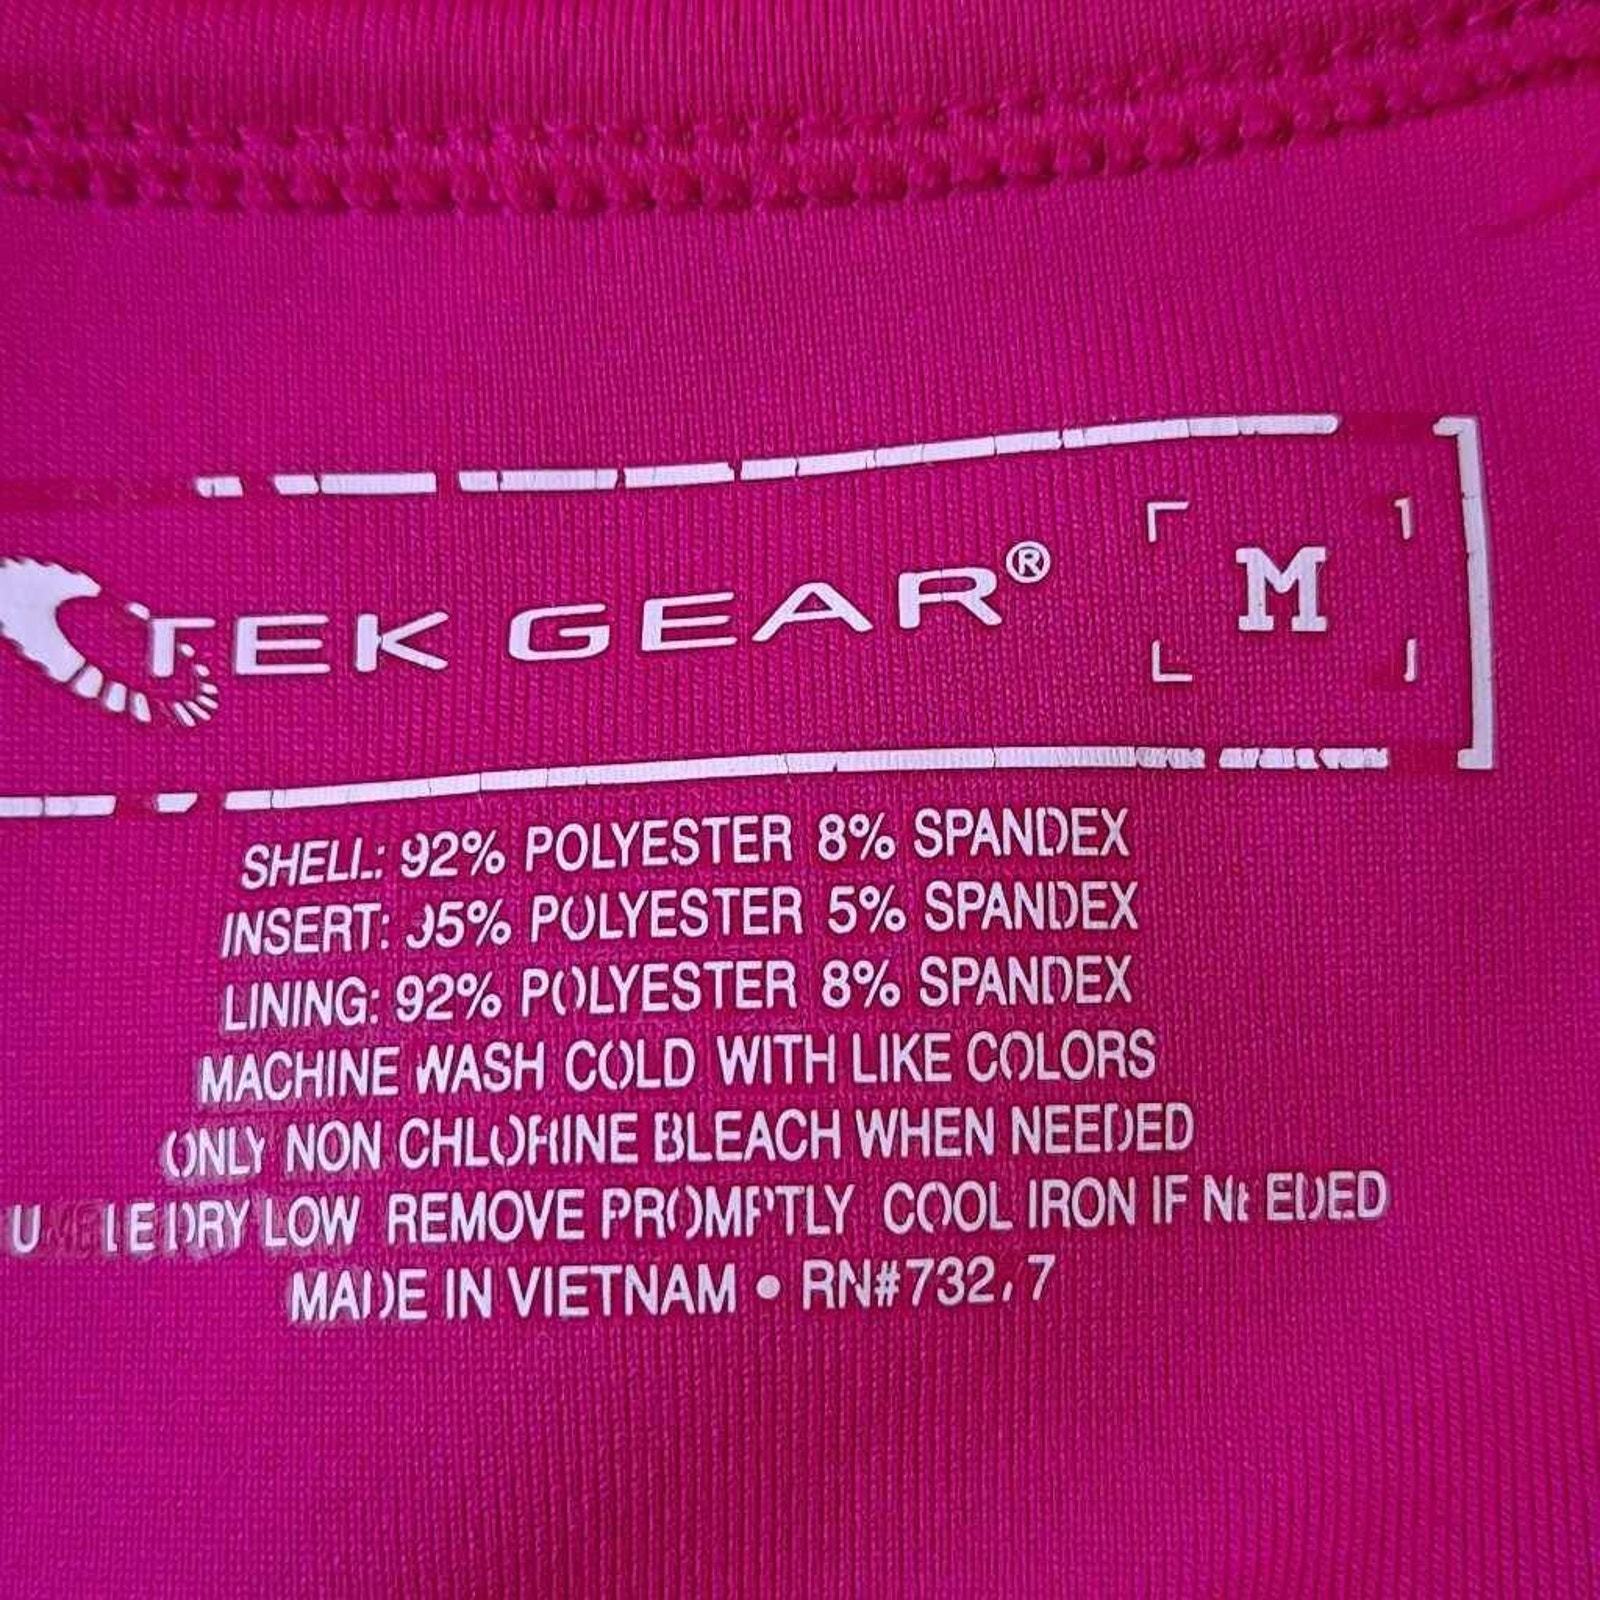 TEK GEAR® M
SHELL: 92% POLYESTER 8% SPANDEX
INSERT: 95% POLYESTER 5% SPANDEX
LINING: 92% POLYESTER 8% SPANDEX
MACHINE WASH COLD WITH LIKE COLORS
ONLY NON CHLORINE BLEACH WHEN NEEDED
DRY LOW REMOVE PROMPTLY COOL IRON IF NEEDED
MADE IN VIETNAM •